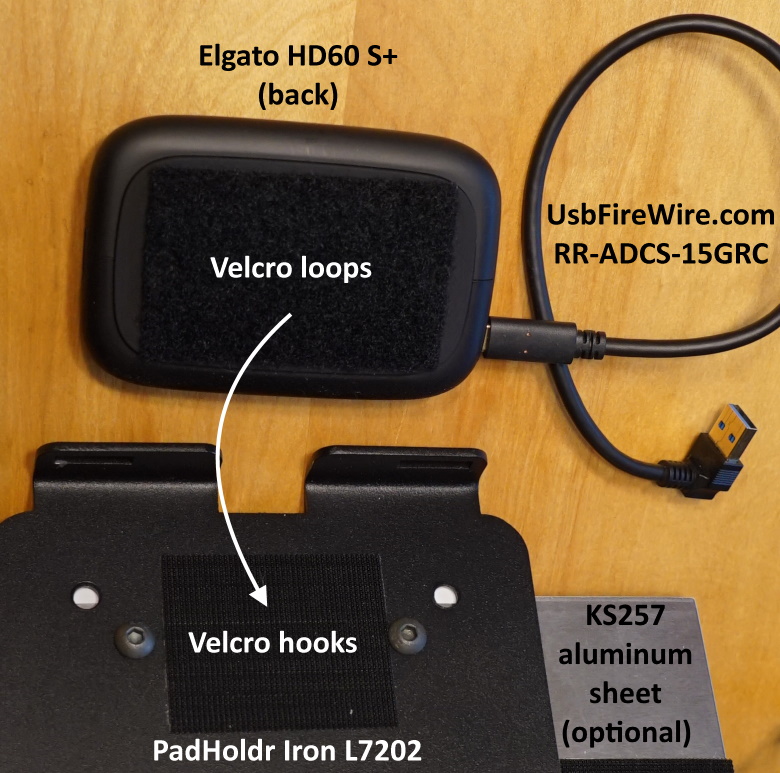 Elgato HD60 S+
(back)
UsbFireWire.com
RR-ADCS-15GRC
Velcro loops
Velcro hooks
KS257
aluminum
sheet
(optional)
PadHoldr Iron L7202